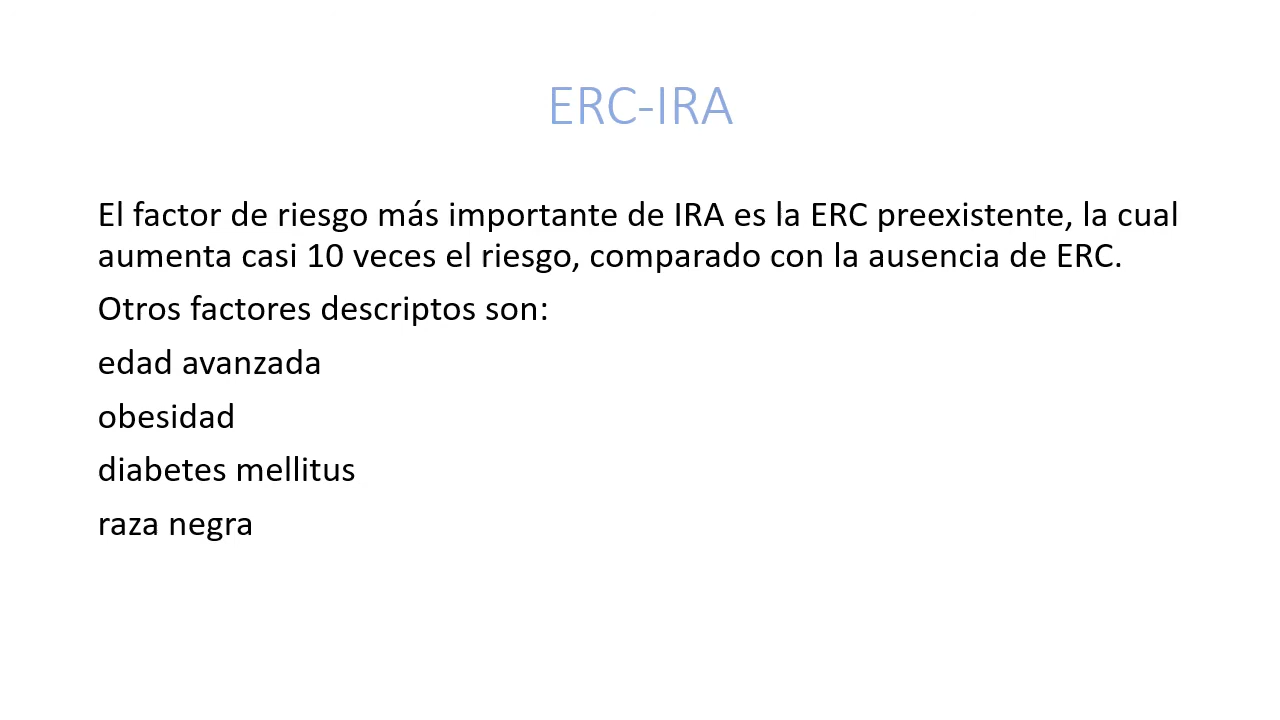 ERC-IRA
El factor de riesgo más importante de IRA es la ERC preexistente, la cual
aumenta casi 10 veces el riesgo, comparado con la ausencia de ERC.
Otros factores descriptos son:
edad avanzada
obesidad
diabetes mellitus
raza negra